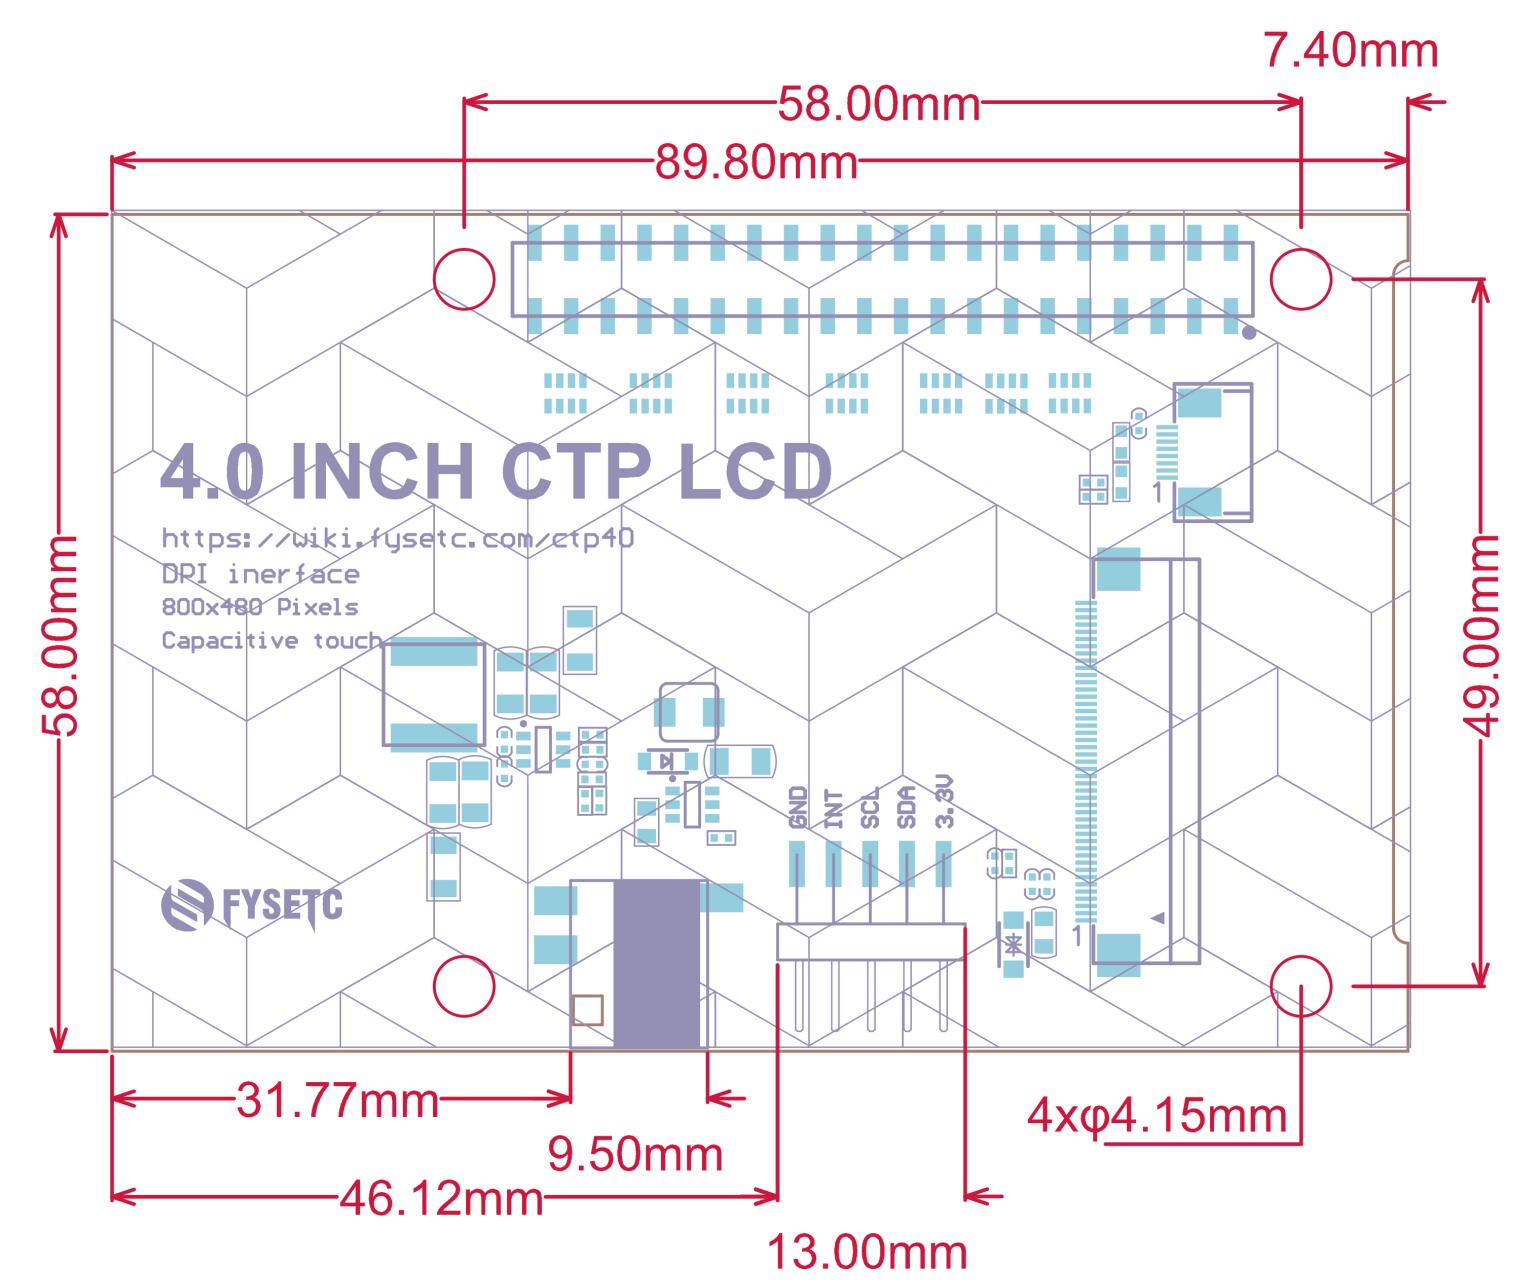 7.40mm
58.00mm
89.80mm
58.00mm
49.00mm
4.0 INCH CTP LCD
https://wiki.fysetc.com/ctp40
DPI inerface
800x480 Pixels
Capacitive touch
1
GND
INT
SCL
SDA
3.3V
FYSETC
1
31.77mm
4xφ4.15mm
9.50mm
46.12mm
13.00mm